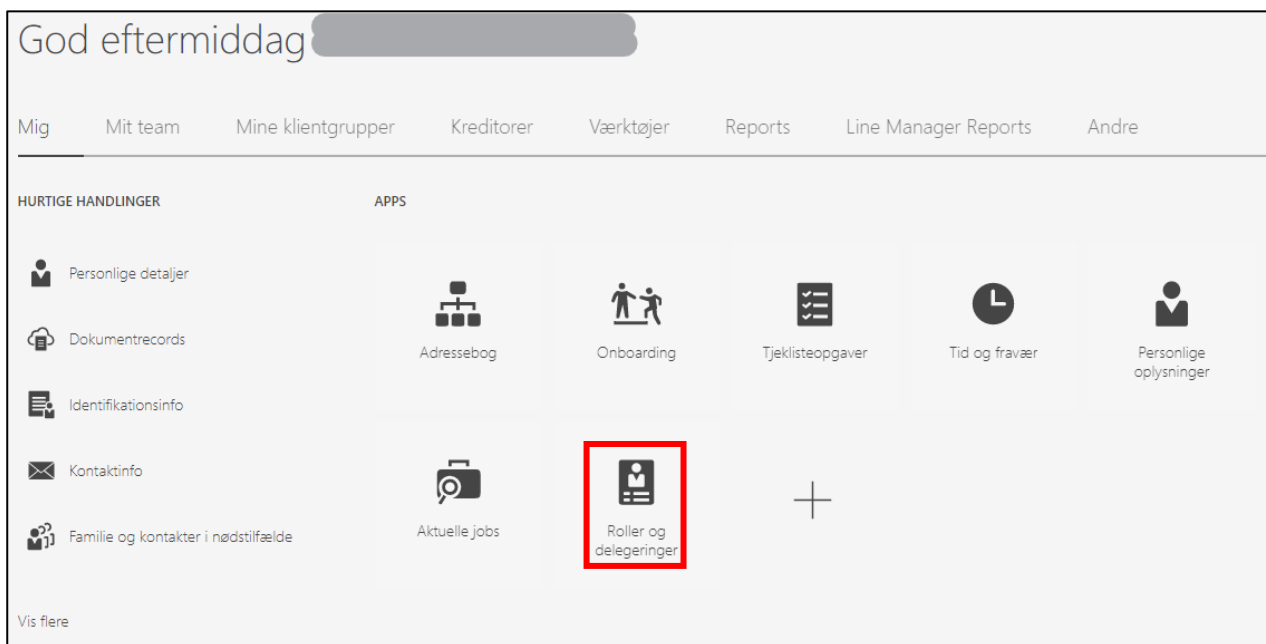 God eftermiddag
Mig Mit team Mine klientgrupper Kreditorer Værktøjer Reports Line Manager Reports Andre
HURTIGE HANDLINGER
Personlige detaljer
Dokumentrecords
Identifikationsinfo
Kontaktinfo
Familie og kontakter i nødstilfælde
Vis flere
APPS
Adressebog
Onboarding
Tjeklisteopgaver
Tid og fravær
Personlige
oplysninger
Aktuelle jobs
Roller og
delegeringer